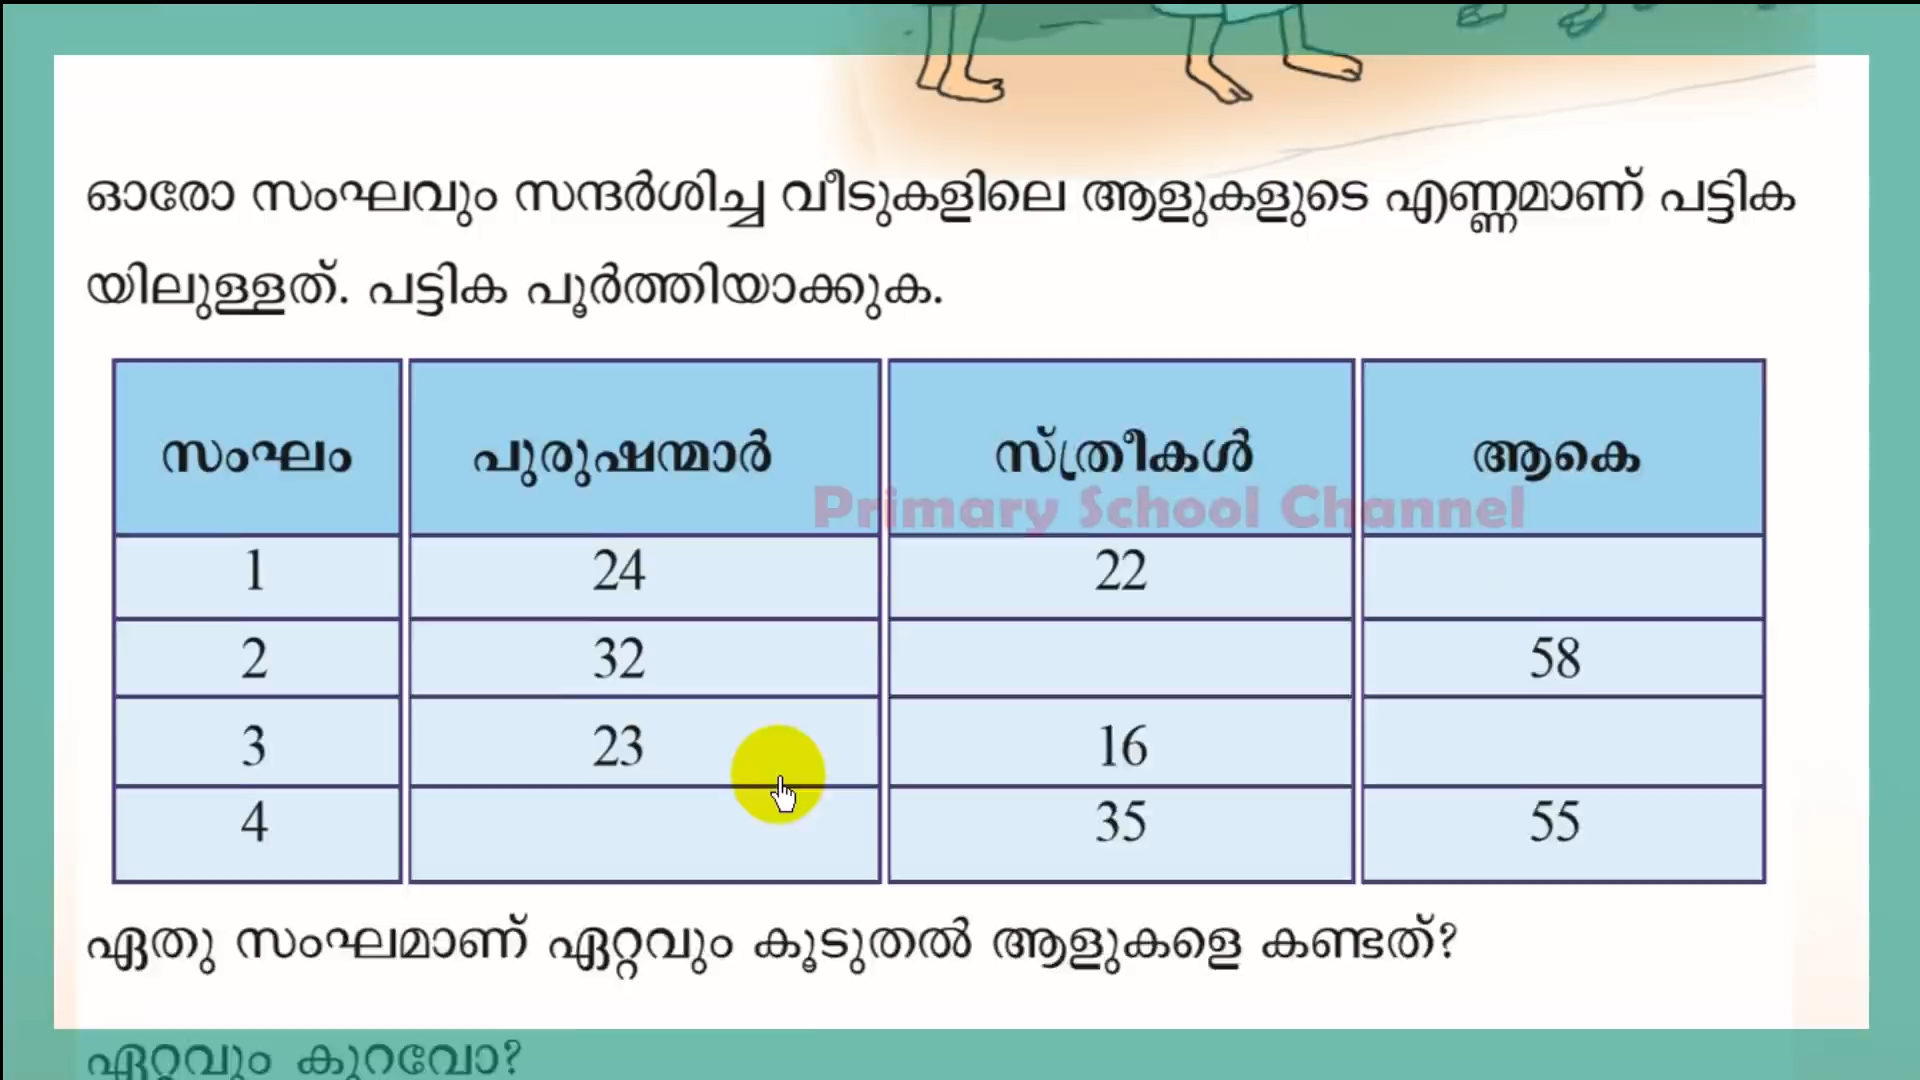 ഓരോ സംഘവും സന്ദർശിച്ച വീടുകളിലെ ആളുകളുടെ എണ്ണമാണ് പട്ടിക
യിലുള്ളത്. പട്ടിക പൂർത്തിയാക്കുക.
സംഘം പുരുഷന്മാർ സ്ത്രീകൾ ആകെ
Primary School Channel
1 24 22
2 32 58
3 23 16
4 35 55
ഏതു സംഘമാണ് ഏറ്റവും കൂടുതൽ ആളുകളെ കണ്ടത്?
ഏറ്റവും കുറവോ?